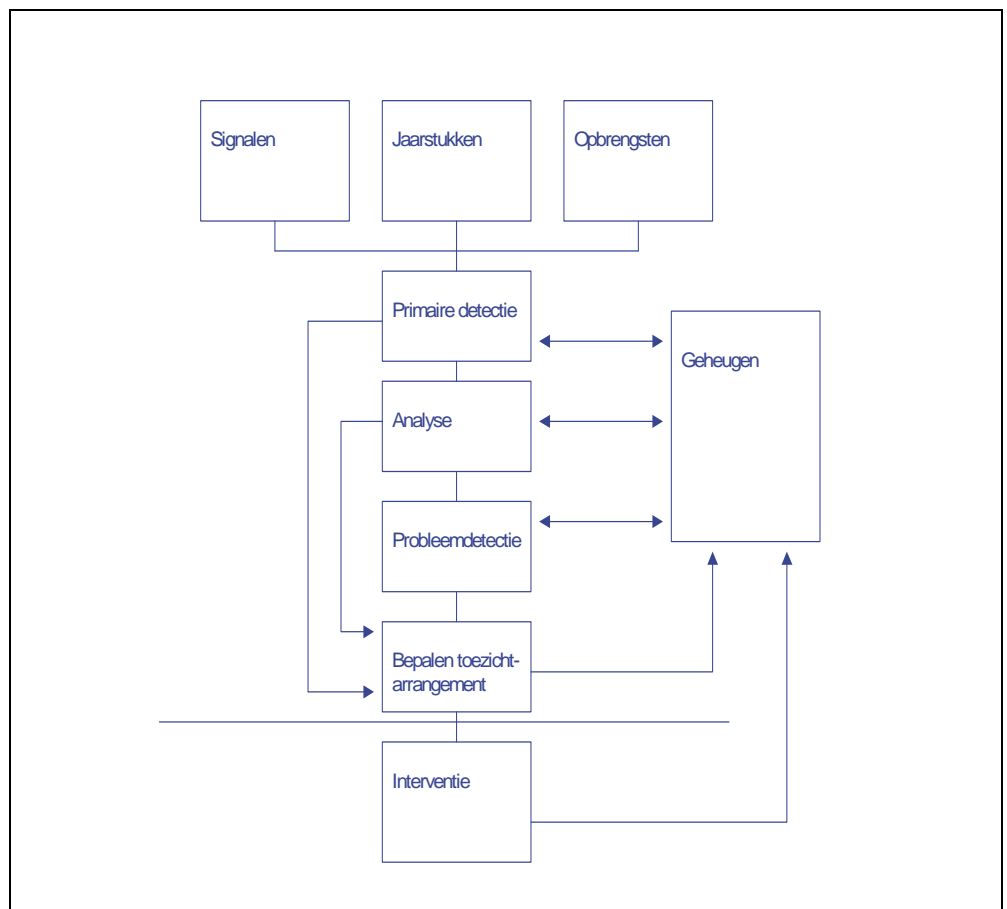 Signalen
Jaarstukken
Opbrengsten
Primaire detectie
Geheugen
Analyse
Probleemdetectie
Bepalen toezicht-
arrangement
Interventie